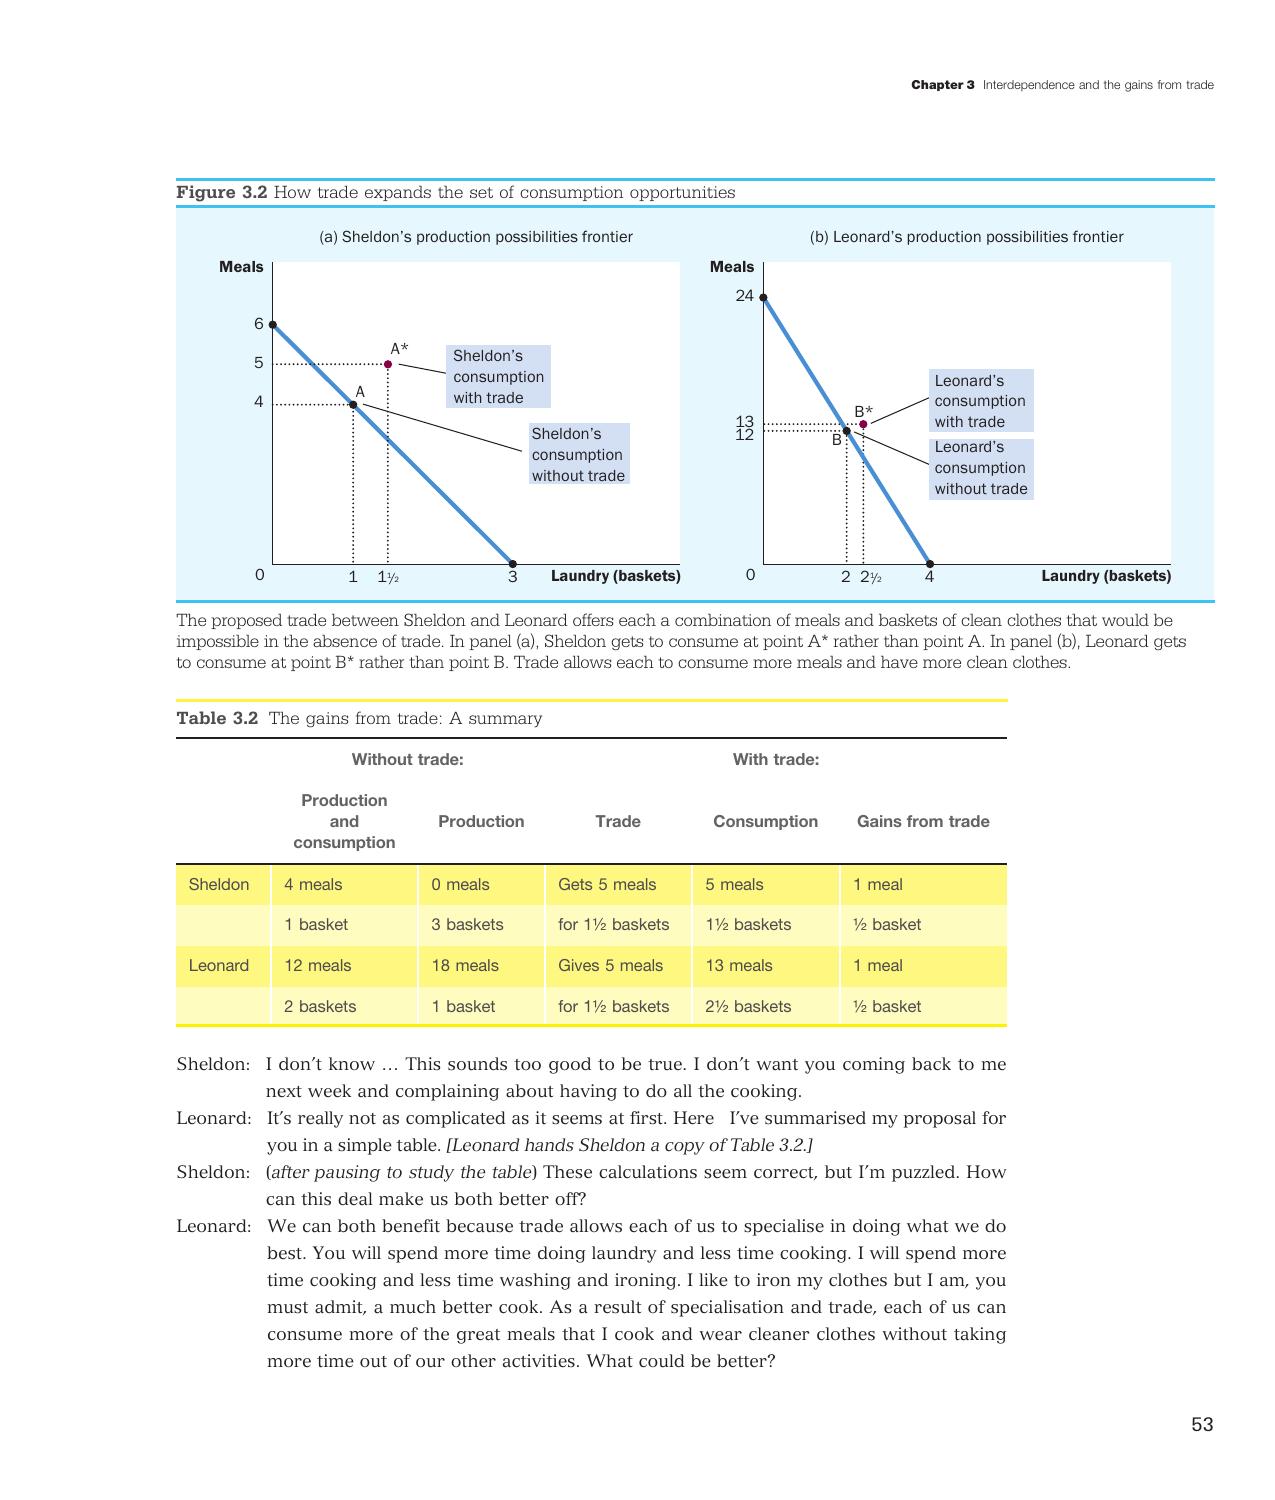 Chapter 3 Interdependence and the gains from trade
Figure 3.2 How trade expands the set of consumption opportunities
(a) Sheldon’s production possibilities frontier
Meals
6
5
4
A*
A
Sheldon’s
consumption
with trade
Sheldon’s
consumption
without trade
0
1
1½
3
Laundry (baskets)
(b) Leonard’s production possibilities frontier
Meals
24
13
12
B*
B
Leonard’s
consumption
with trade
Leonard’s
consumption
without trade
0
2
2½
4
Laundry (baskets)
The proposed trade between Sheldon and Leonard offers each a combination of meals and baskets of clean clothes that would be
impossible in the absence of trade. In panel (a), Sheldon gets to consume at point A* rather than point A. In panel (b), Leonard gets
to consume at point B* rather than point B. Trade allows each to consume more meals and have more clean clothes.
Table 3.2 The gains from trade: A summary
Without trade: With trade:
Production
and
consumption
Production Trade Consumption Gains from trade
Sheldon 4 meals 0 meals Gets 5 meals 5 meals 1 meal
1 basket 3 baskets for 1½ baskets 1½ baskets ½ basket
Leonard 12 meals 18 meals Gives 5 meals 13 meals 1 meal
2 baskets 1 basket for 1½ baskets 2½ baskets ½ basket
Sheldon: I don’t know … This sounds too good to be true. I don’t want you coming back to me
next week and complaining about having to do all the cooking.
Leonard: It’s really not as complicated as it seems at first. Here I’ve summarised my proposal for
you in a simple table. [Leonard hands Sheldon a copy of Table 3.2.]
Sheldon: (after pausing to study the table) These calculations seem correct, but I’m puzzled. How
can this deal make us both better off?
Leonard: We can both benefit because trade allows each of us to specialise in doing what we do
best. You will spend more time doing laundry and less time cooking. I will spend more
time cooking and less time washing and ironing. I like to iron my clothes but I am, you
must admit, a much better cook. As a result of specialisation and trade, each of us can
consume more of the great meals that I cook and wear cleaner clothes without taking
more time out of our other activities. What could be better?
53